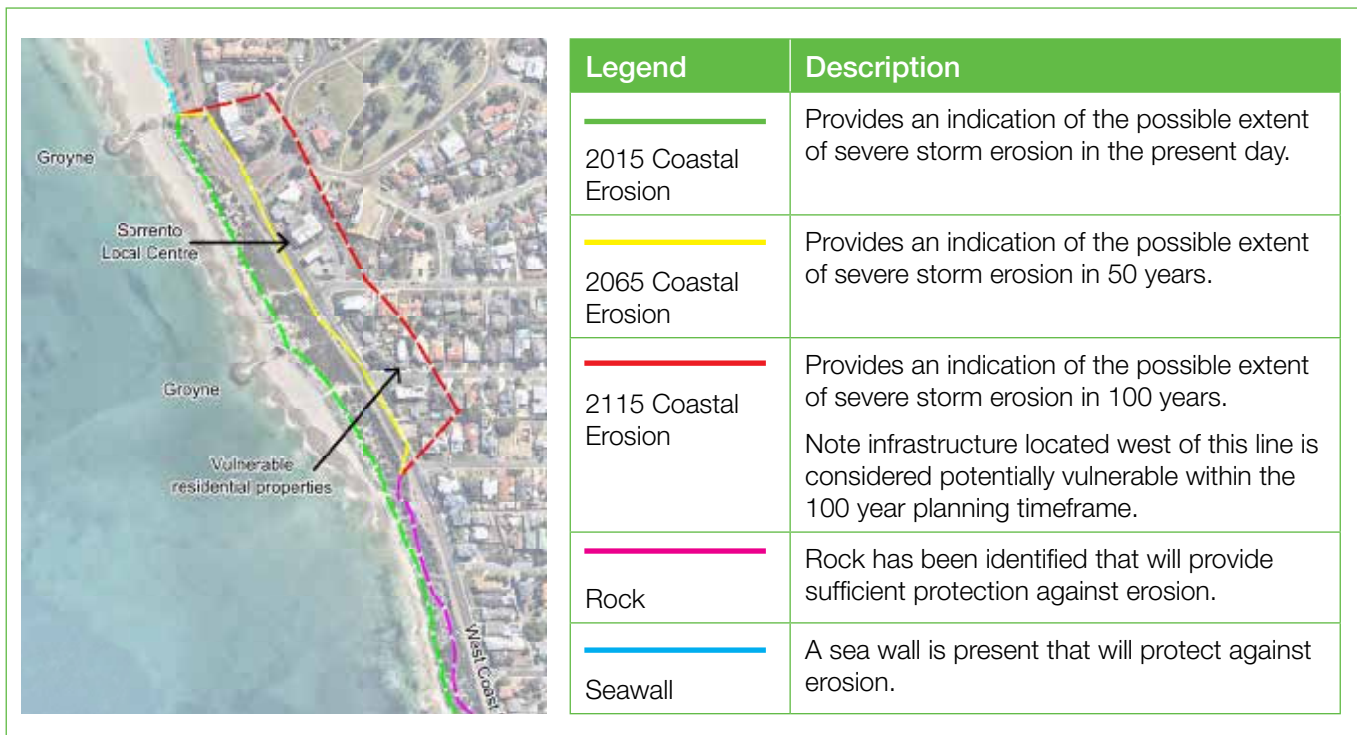 Groyne
Sorrento
Local Centre
Groyne
Vulnerable
residential properties
West Coast
Legend
Description
2015 Coastal
Erosion
Provides an indication of the possible extent
of severe storm erosion in the present day.
2065 Coastal
Erosion
Provides an indication of the possible extent
of severe storm erosion in 50 years.
2115 Coastal
Erosion
Provides an indication of the possible extent
of severe storm erosion in 100 years.
Note infrastructure located west of this line is
considered potentially vulnerable within the
100 year planning timeframe.
Rock
Rock has been identified that will provide
sufficient protection against erosion.
Seawall
A sea wall is present that will protect against
erosion.